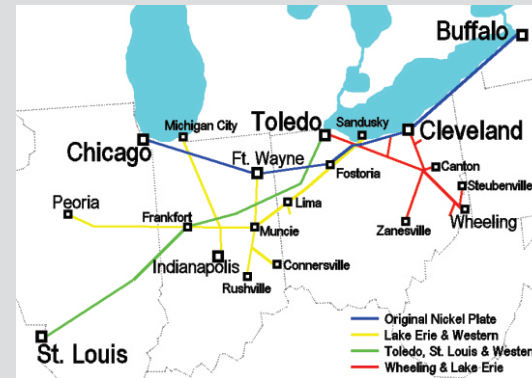 Buffalo
Toledo
Sandusky
Cleveland
Michigan City
Chicago
Ft. Wayne
Fostoria
Canton
Steubenville
Peoria
Lima
Wheeling
Frankfort
Muncie
Zanesville
Indianapolis
Connersville
Rushville
St. Louis
Original Nickel Plate
Lake Erie & Western
Toledo, St. Louis & Western
Wheeling & Lake Erie